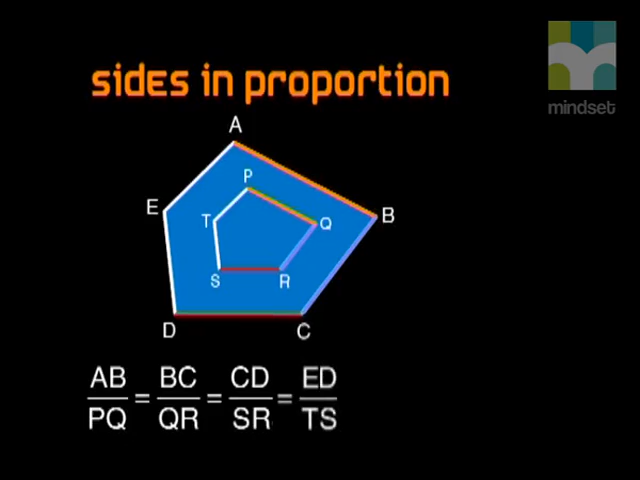 sides in proportion
mindset
A
P
E
T
Q
B
S
R
D
C
AB/PQ = BC/QR = CD/SR = ED/TS